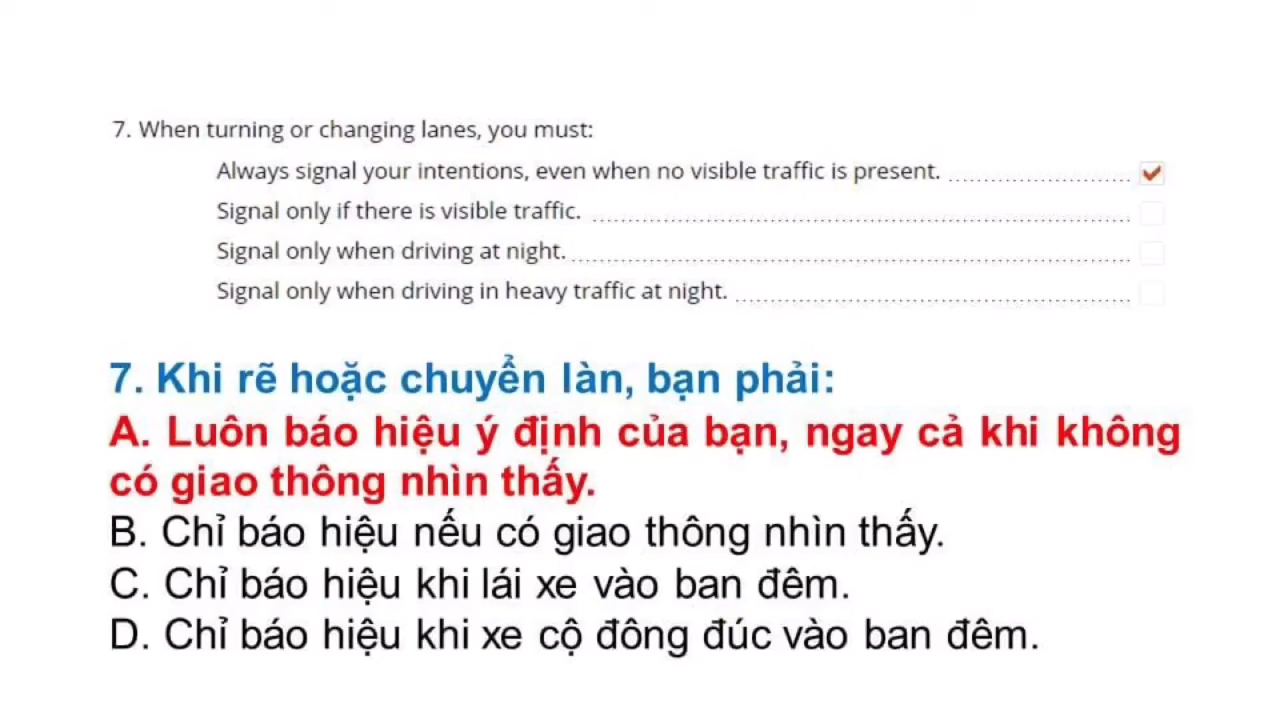 7. When turning or changing lanes, you must:
Always signal your intentions, even when no visible traffic is present.
Signal only if there is visible traffic.
Signal only when driving at night.
Signal only when driving in heavy traffic at night.
7. Khi rẽ hoặc chuyển làn, bạn phải:
A. Luôn báo hiệu ý định của bạn, ngay cả khi không
có giao thông nhìn thấy.
B. Chỉ báo hiệu nếu có giao thông nhìn thấy.
C. Chỉ báo hiệu khi lái xe vào ban đêm.
D. Chỉ báo hiệu khi xe cộ đông đúc vào ban đêm.